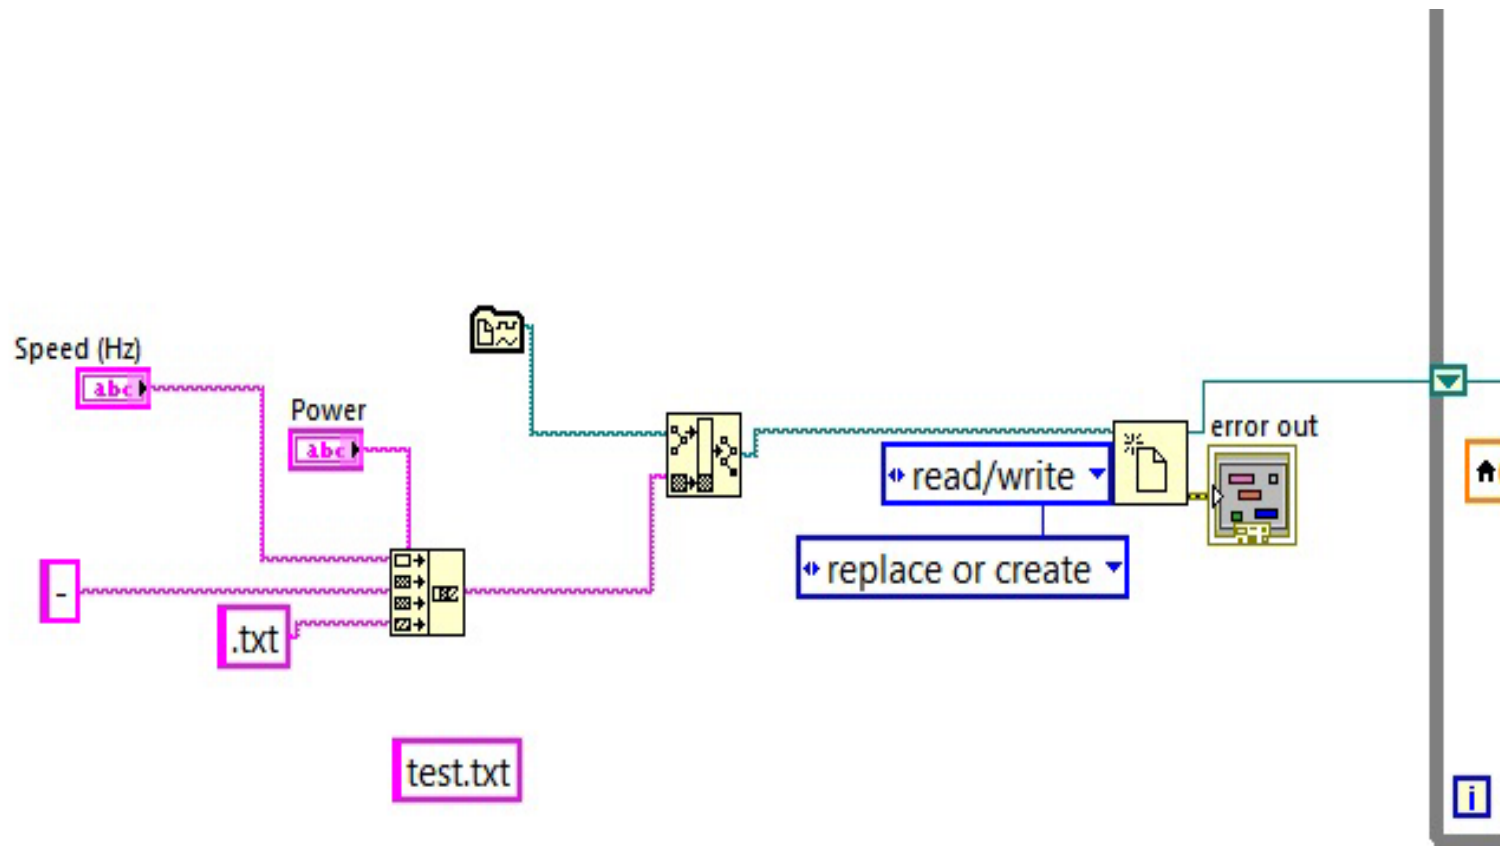 Speed (Hz)
abc
Power
abc
-
.txt
test.txt
read/write
replace or create
error out
i